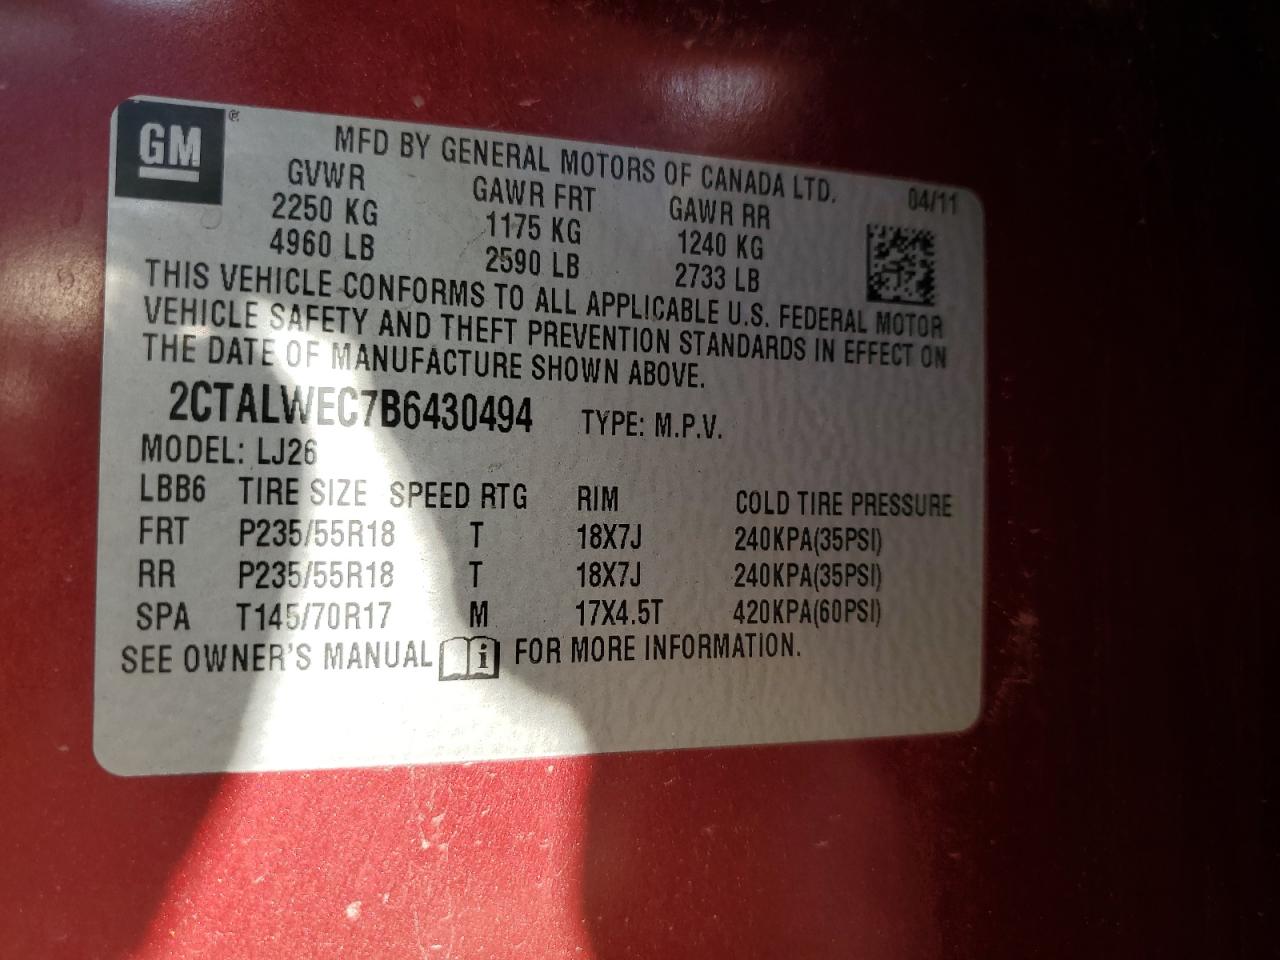 GM ®
MFD BY GENERAL MOTORS OF CANADA LTD. 04/11
GVWR GAWR FRT GAWR RR
2250 KG 1175 KG 1240 KG
4960 LB 2590 LB 2733 LB
THIS VEHICLE CONFORMS TO ALL APPLICABLE U.S. FEDERAL MOTOR
VEHICLE SAFETY AND THEFT PREVENTION STANDARDS IN EFFECT ON
THE DATE OF MANUFACTURE SHOWN ABOVE.
2CTALWEC7B6430494 TYPE: M.P.V.
MODEL: LJ26
LBB6 TIRE SIZE SPEED RTG RIM COLD TIRE PRESSURE
FRT P235/55R18 T 18X7J 240KPA(35PSI)
RR P235/55R18 T 18X7J 240KPA(35PSI)
SPA T145/70R17 M 17X4.5T 420KPA(60PSI)
SEE OWNER'S MANUAL i FOR MORE INFORMATION.